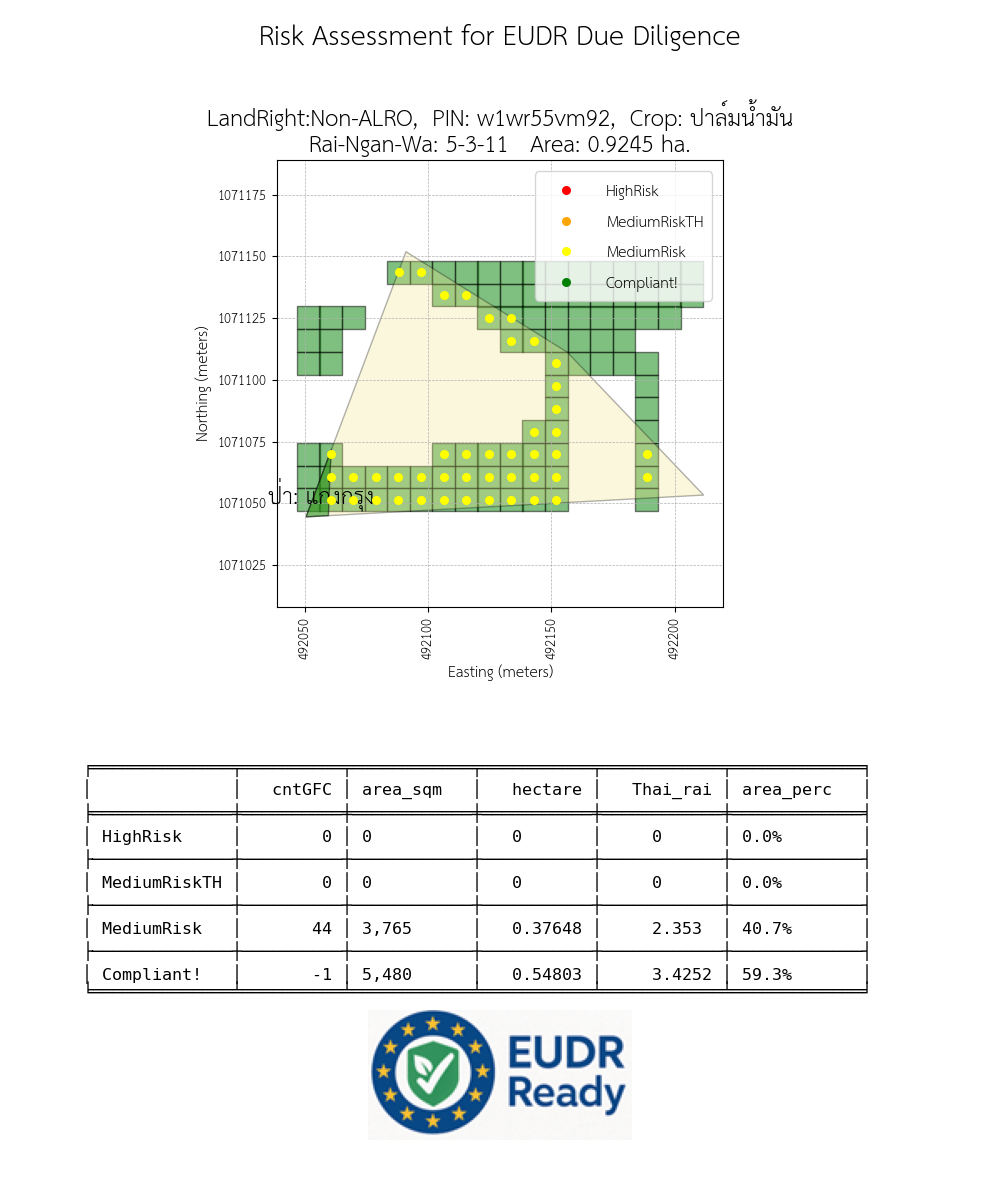 Risk Assessment for EUDR Due Diligence
LandRight:Non-ALRO,  PIN: w1wr55vm92,  Crop: ปาล์มน้ำมัน
Rai-Ngan-Wa: 5-3-11   Area: 0.9245 ha.
HighRisk
MediumRiskTH
MediumRisk
Compliant!
1071175
1071150
1071125
1071100
1071075
1071050
1071025
Northing (meters)
ป่า: แก่งกรุง
492050 492100 492150 492200
Easting (meters)
cntGFC area_sqm hectare Thai_rai area_perc
HighRisk 0 0 0 0 0.0%
MediumRiskTH 0 0 0 0 0.0%
MediumRisk 44 3,765 0.37648 2.353 40.7%
Compliant! -1 5,480 0.54803 3.4252 59.3%
EUDR
Ready